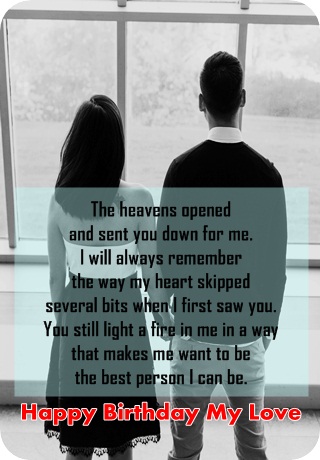 The heavens opened
and sent you down for me.
I will always remember
the way my heart skipped
several bits when I first saw you.
You still light a fire in me in a way
that makes me want to be
the best person I can be.
Happy Birthday My Love